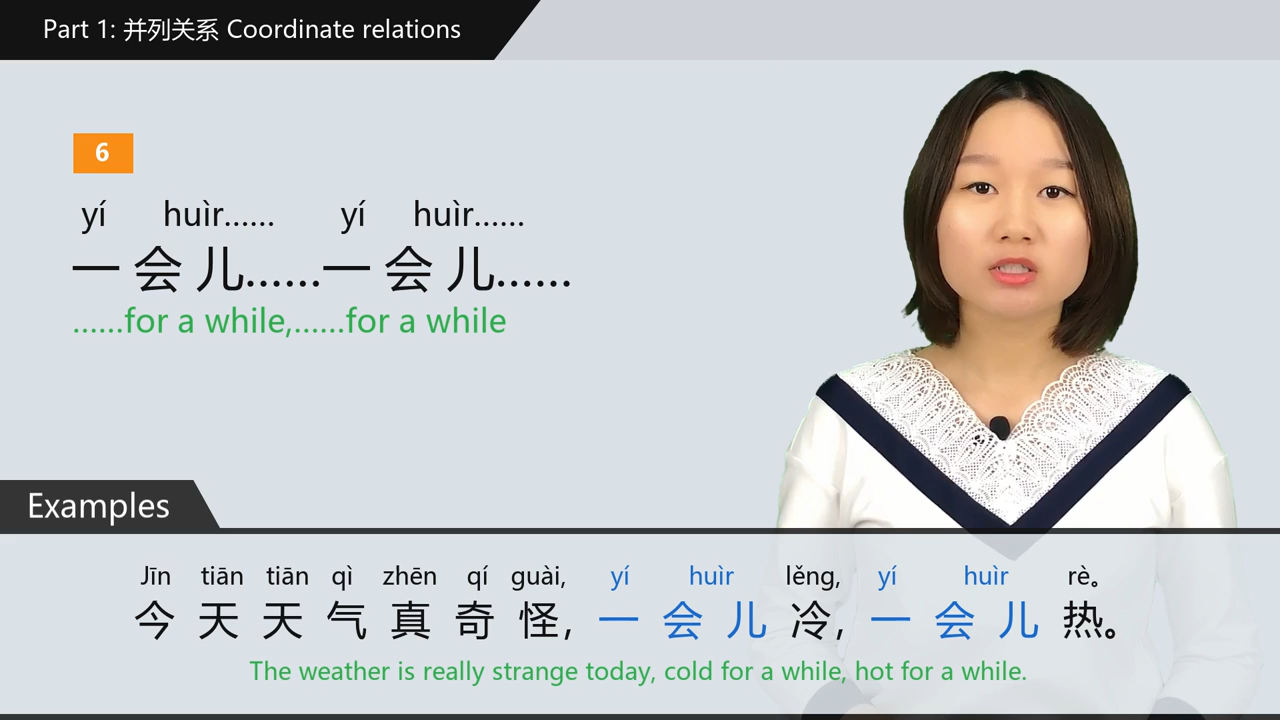 Part 1: 并列关系 Coordinate relations
6
yí huìr…… yí huìr……
一会儿……一会儿……
……for a while,……for a while
Examples
Jīn tiān tiān qì zhēn qí guài, yí huìr lěng, yí huìr rè。
今天天气真奇怪, 一会儿冷, 一会儿热。
The weather is really strange today, cold for a while, hot for a while.